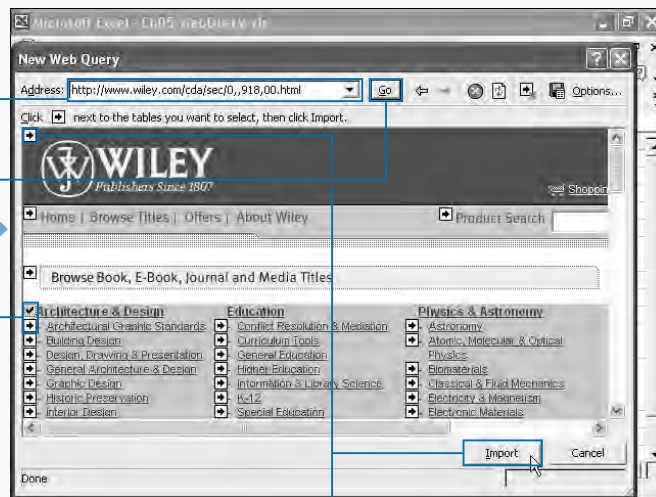 Microsoft Excel - Ch05_webQuery.xls
New Web Query
Address: http://www.wiley.com/cda/sec/0,,918,00.html Go Options...
Click next to the tables you want to select, then click Import.
WILEY
Publishers Since 1807
Shoppin
Home | Browse Titles | Offers | About Wiley Product Search
Browse Book, E-Book, Journal and Media Titles
Architecture & Design Education Physics & Astronomy
Architectural Graphic Standards Conflict Resolution & Mediation Astronomy
Building Design Curriculum Tools Atomic, Molecular & Optical
Design, Drawing & Presentation General Education Physics
General Architecture & Design Higher Education Biomaterials
Graphic Design Information & Library Science Classical & Fluid Mechanics
Historic Preservation K-12 Electricity & Magnetism
Interior Design Special Education Electronic Materials
Import Cancel
Done